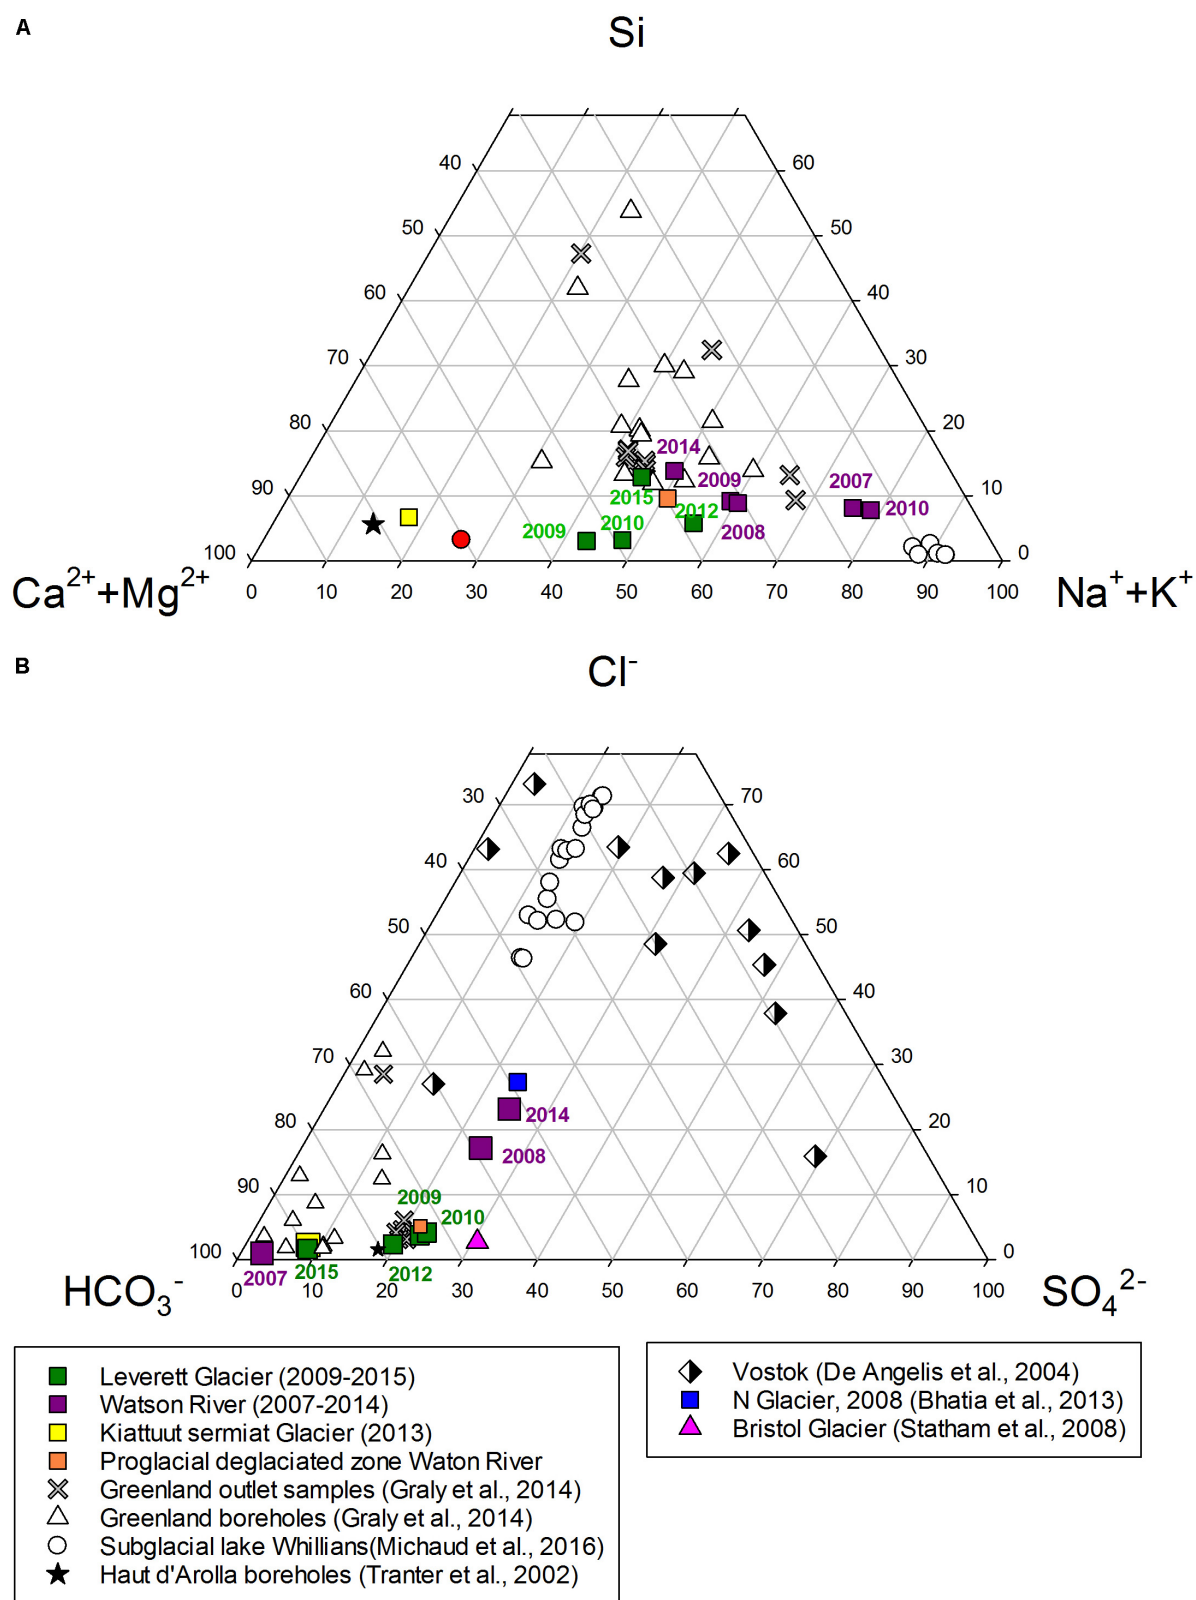 A
Si
40
60
50
50
60
40
70
30
80
20
2014
90
2009
2007
10
2015
2012
2010
2009
2010
2008
100
0
Ca²⁺+Mg²⁺
0 10 20 30 40 50 60 70 80 90 100
Na⁺+K⁺
B
Cl⁻
30
70
40
60
50
50
60
40
70
30
2014
80
20
2008
90
2009
10
2010
100
0
2007
2015
2012
HCO₃⁻
0 10 20 30 40 50 60 70 80 90 100
SO₄²⁻
Leverett Glacier (2009-2015)
Watson River (2007-2014)
Kiattuut sermiat Glacier (2013)
Proglacial deglaciated zone Waton River
Greenland outlet samples (Graly et al., 2014)
Greenland boreholes (Graly et al., 2014)
Subglacial lake Whillians(Michaud et al., 2016)
Haut d'Arolla boreholes (Tranter et al., 2002)
Vostok (De Angelis et al., 2004)
N Glacier, 2008 (Bhatia et al., 2013)
Bristol Glacier (Statham et al., 2008)